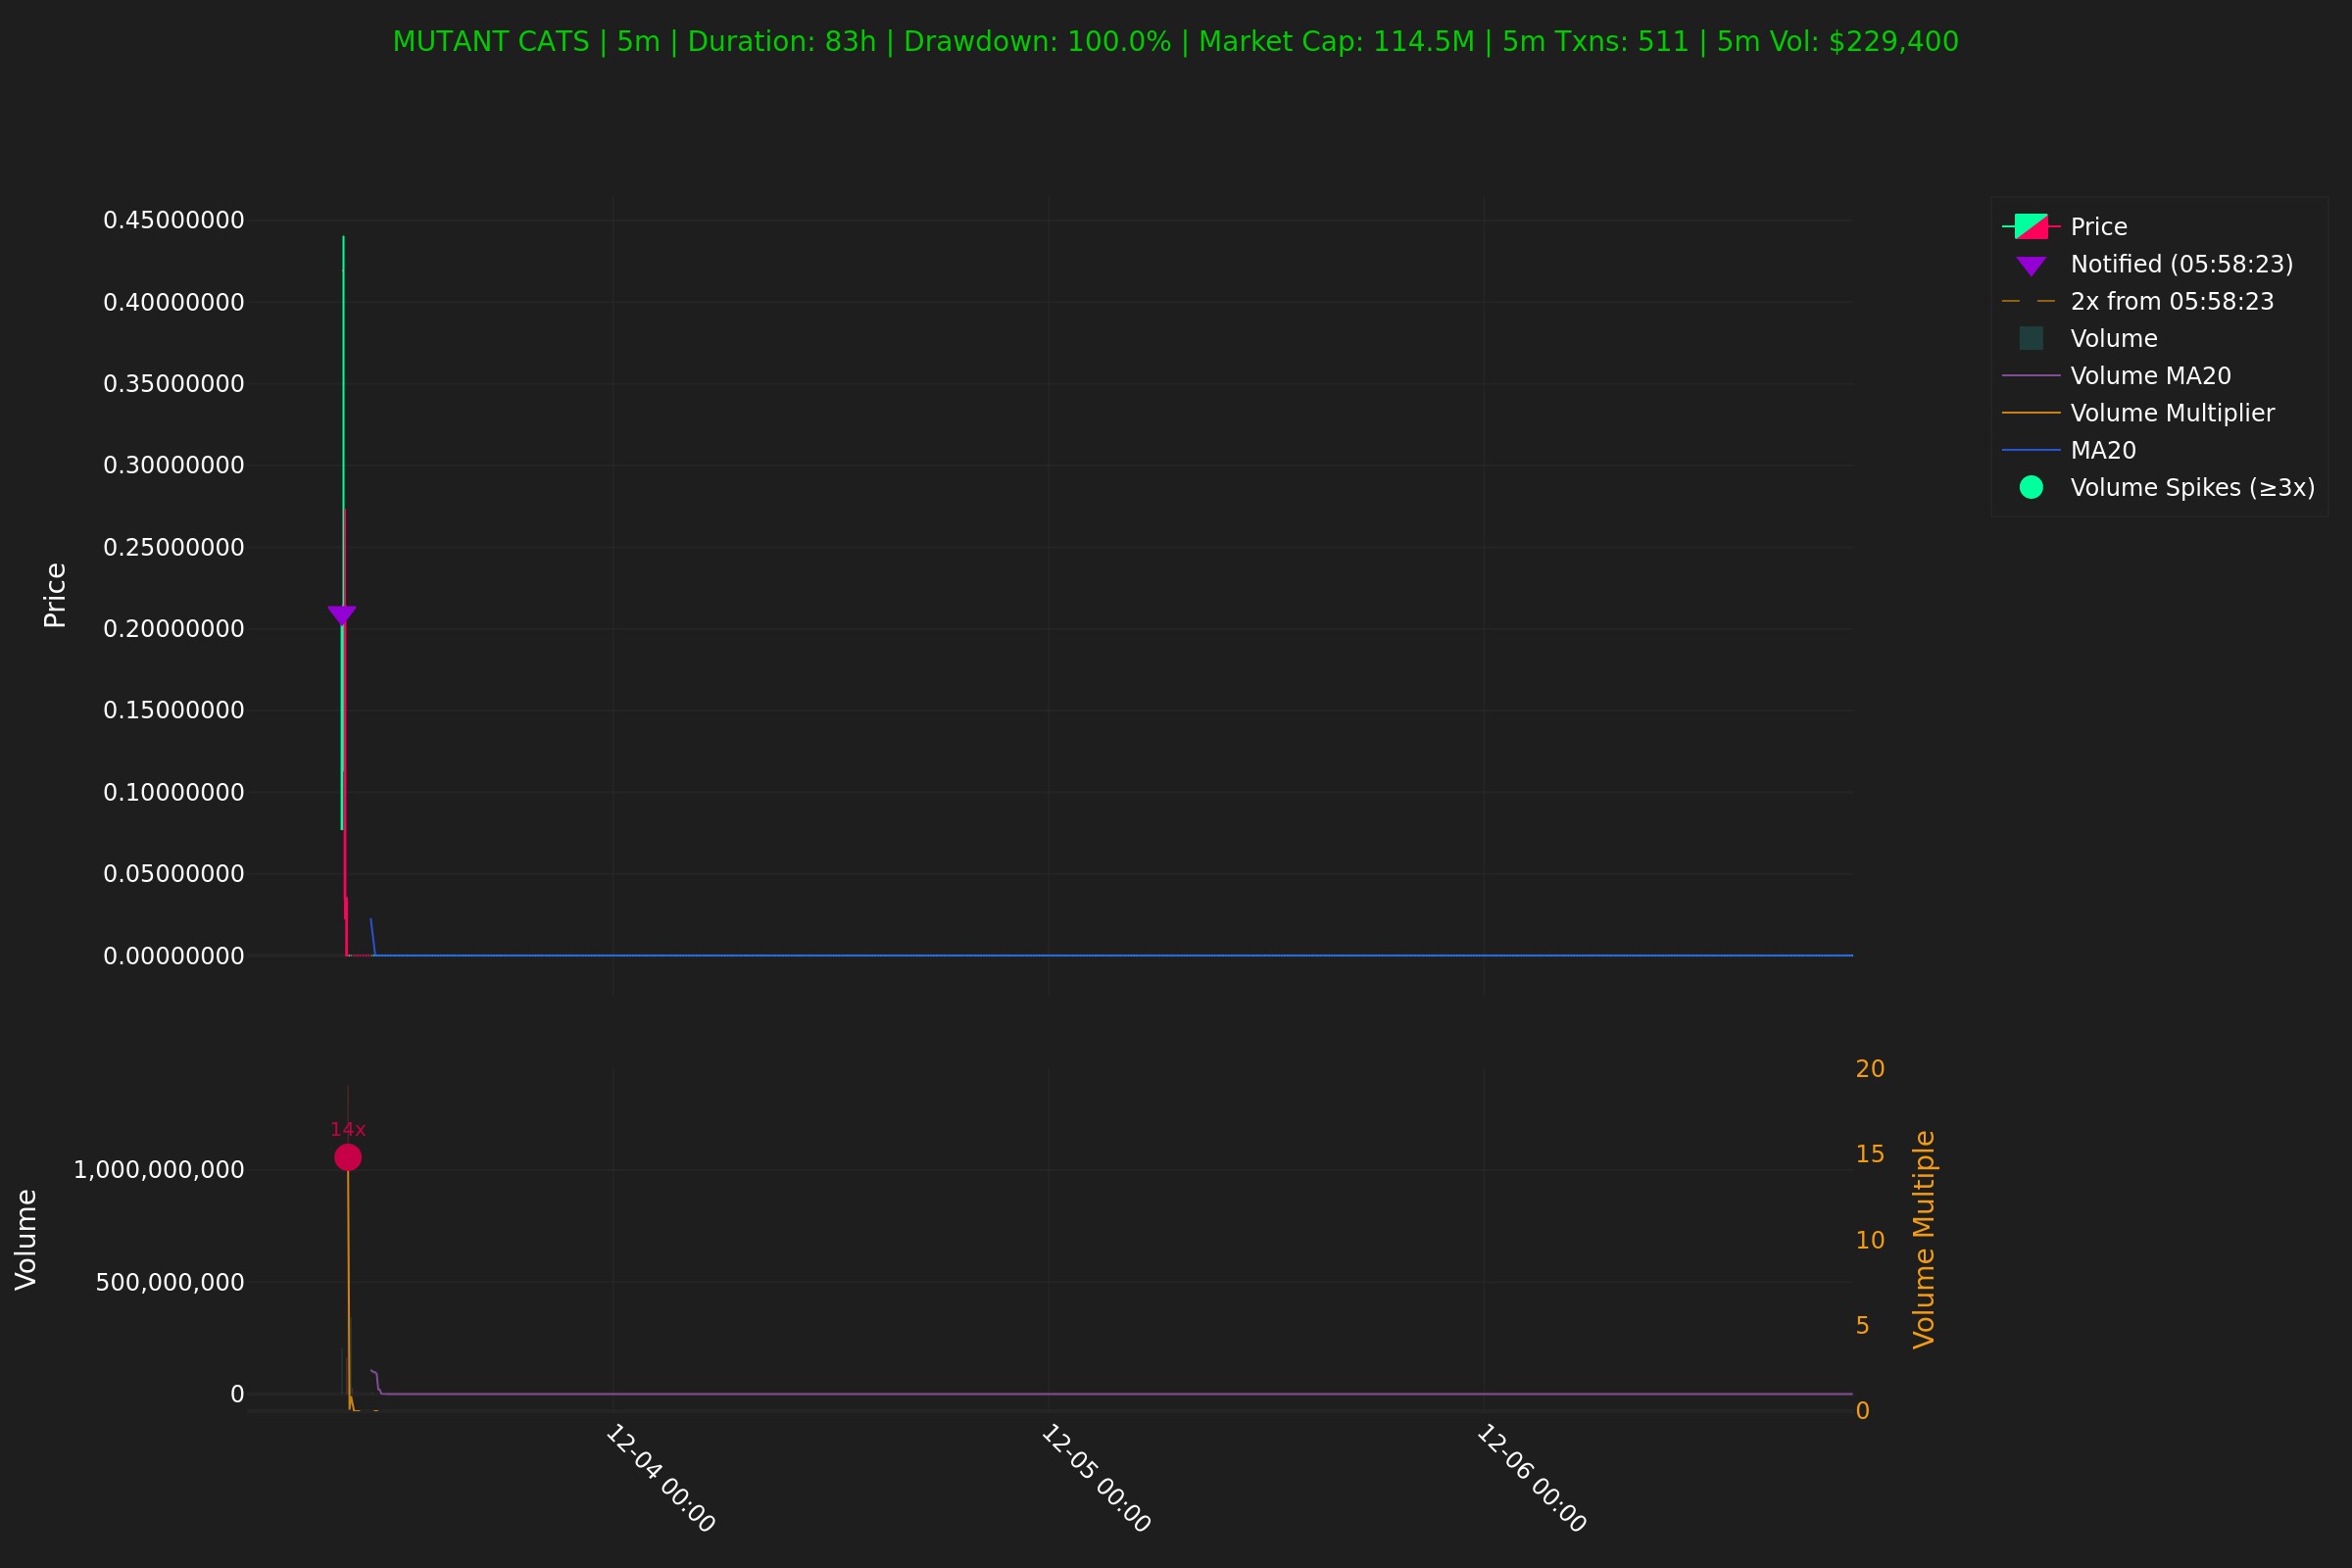 MUTANT CATS | 5m | Duration: 83h | Drawdown: 100.0% | Market Cap: 114.5M | 5m Txns: 511 | 5m Vol: $229,400
Price
0.45000000
0.40000000
0.35000000
0.30000000
0.25000000
0.20000000
0.15000000
0.10000000
0.05000000
0.00000000
Price
Notified (05:58:23)
2x from 05:58:23
Volume
Volume MA20
Volume Multiplier
MA20
Volume Spikes (≥3x)
Volume
1,000,000,000
500,000,000
0
14x
20
15
10
5
0
Volume Multiple
12-04 00:00
12-05 00:00
12-06 00:00